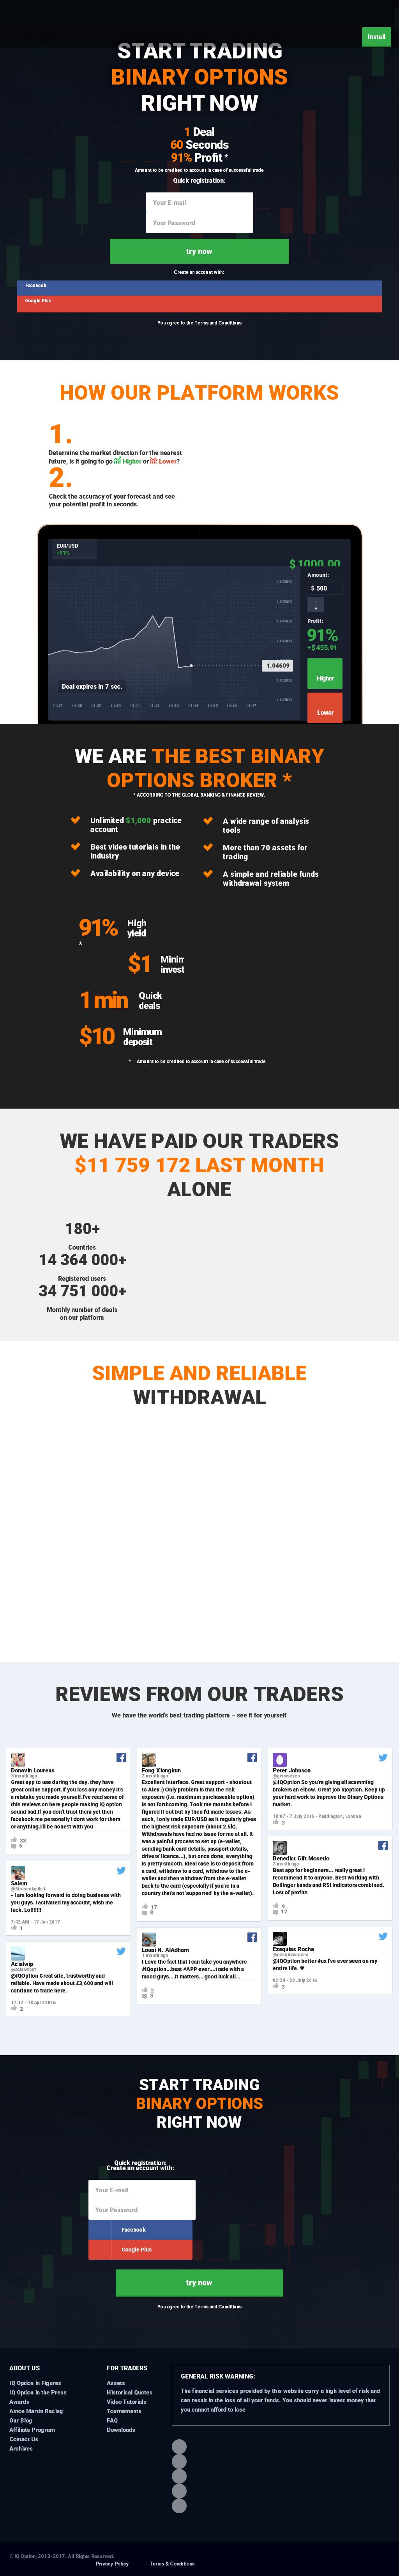 Install
START TRADING
BINARY OPTIONS
RIGHT NOW
1 Deal
60 Seconds
91% Profit *
Amount to be credited to account in case of successful trade
Quick registration:
Your E-mail
Your Password
try now
Create an account with:
Facebook
Google Plus
You agree to the Terms and Conditions
HOW OUR PLATFORM WORKS
1.
Determine the market direction for the nearest
future, is it going to go Higher or Lower?
2.
Check the accuracy of your forecast and see
your potential profit in seconds.
EUR/USD
+91%
$1000.00
Amount:
$ 500
-
+
Profit:
91%
+$455.91
1.04609
Higher
Deal expires in 7 sec.
Lower
WE ARE THE BEST BINARY
OPTIONS BROKER *
* ACCORDING TO THE GLOBAL BANKING & FINANCE REVIEW.
Unlimited $1,000 practice
account
Best video tutorials in the
industry
Availability on any device
A wide range of analysis
tools
More than 70 assets for
trading
A simple and reliable funds
withdrawal system
91%
*
High
yield
$1
Minim
invest
1 min
Quick
deals
$10
Minimum
deposit
* Amount to be credited to account in case of successful trade
WE HAVE PAID OUR TRADERS
$11 759 172 LAST MONTH
ALONE
180+
Countries
14 364 000+
Registered users
34 751 000+
Monthly number of deals
on our platform
SIMPLE AND RELIABLE
WITHDRAWAL
REVIEWS FROM OUR TRADERS
We have the world's best trading platform – see it for yourself
Donavin Lourens
3 month ago
Great app to use during the day. they have
great online support.if you loss any money it's
a mistake you made yourself.I've read some of
this reviews on here people making IQ option
sound bad.If you don't trust them yet then
facebook me personally i dont work for them
or anything.I'll be honest with you
33
6
Salem
- I am looking forward to doing business with
you guys. I activated my account, wish me
luck. Lol!!!!!!
7:42 AM - 17 Jan 2017
1
Acialwip
@acialwipyt
@IQOption Great site, trustworthy and
reliable. Have made about £3,600 and will
continue to trade here.
17:12 - 18 april 2016
2
Fong Xiongkun
2 month ago
Excellent interface. Great support - shoutout
to Alex :) Only problem is that the risk
exposure (I.e. maximum purchaseable option)
is not forthcoming. Took me months before I
figured it out but by then I'd made losses. As
such, I only trade EUR/USD as it always gives
the highest risk exposure (about 2.5k).
Withdrawals have had no issue for me at all. it
was a painful process to set up (e-wallet,
sending bank card details, passport details,
driving licence...), but once done, everything
is pretty smooth. Ideal case is to deposit from
a card, withdraw to a card, withdraw to the e-
wallet and then withdraw from the e-wallet
back to the card (especially if you're in a
country that's not 'supported' by the e-wallet).
17
8
Louai N. AlAdham
1 month ago
I Love the fact that I can take you anywhere
#IQoption...best #APP ever....trade with a
mood guys....It matters... good luck all...
2
3
Peter Johnson
@qwenerves
@IQOption So you're giving all scamming
brokers an elbow. Great job iqoption. Keep up
your hard work to improve the Binary Options
market.
18:07 - 7 July 2016 - Paddington, London
3
Benedict Gift Mosetlo
3 month ago
Best app for beginners... really great I
recommend it to anyone. Best working with
Bollinger bands and RSI indicators combined.
Lost of profits
9
12
Ezequias Rocha
@ezequiasrocha
@IQOption better #ux I've ever seen on my
entire life. ♥
02:24 - 28 July 2016
3
START TRADING
BINARY OPTIONS
RIGHT NOW
Quick registration:
Create an account with:
Your E-mail
Your Password
Facebook
Google Plus
try now
You agree to the Terms and Conditions
ABOUT US
IQ Option in Figures
IQ Option in the Press
Awards
Aston Martin Racing
Our Blog
Affiliate Program
Contact Us
Archives
FOR TRADERS
Assets
Historical Quotes
Video Tutorials
Tournaments
FAQ
Downloads
GENERAL RISK WARNING:
The financial services provided by this website carry a high level of risk and
can result in the loss of all your funds. You should never invest money that
you cannot afford to lose
© IQ Option, 2013-2017. All Rights Reserved.
Privacy Policy
Terms & Conditions